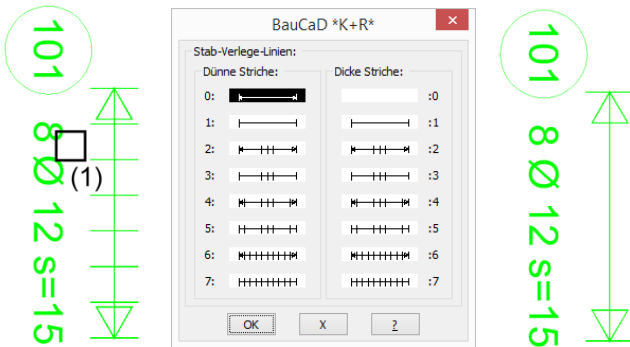 101
8 Ø 12 s=15
(1)
BauCaD *K+R*
Stab-Verlege-Linien:
Dünne Striche:
Dicke Striche:
0: :0
1: :1
2: :2
3: :3
4: :4
5: :5
6: :6
7: :7
OK X ?
101
8 Ø 12 s=15